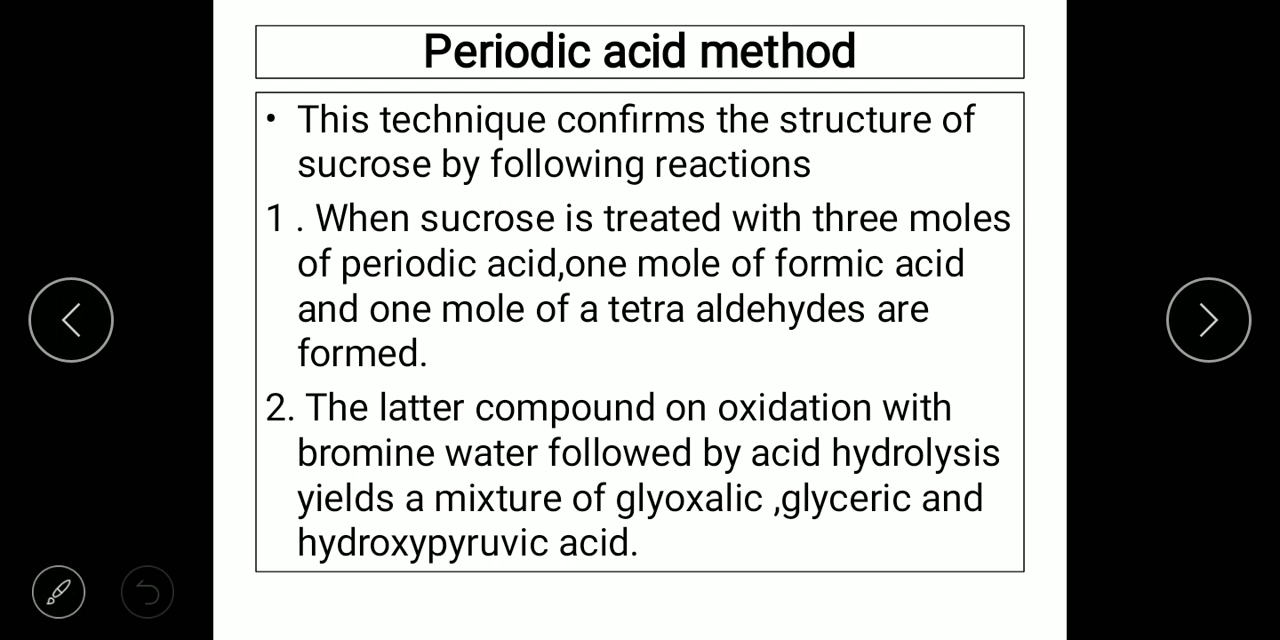 Periodic acid method
• This technique confirms the structure of
sucrose by following reactions
1 . When sucrose is treated with three moles
of periodic acid,one mole of formic acid
and one mole of a tetra aldehydes are
formed.
2. The latter compound on oxidation with
bromine water followed by acid hydrolysis
yields a mixture of glyoxalic ,glyceric and
hydroxypyruvic acid.